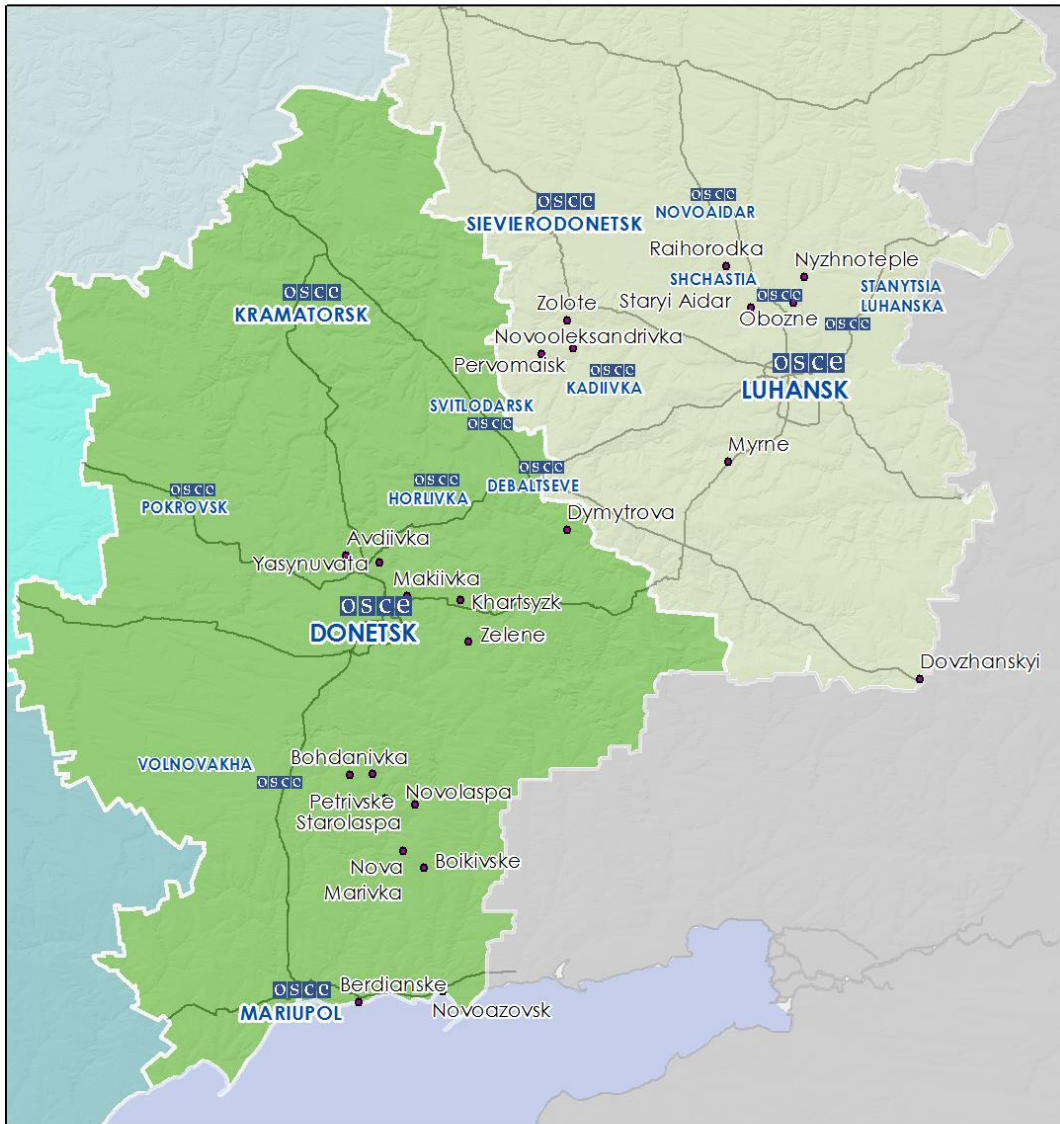 osce
SIEVIERODONETSK
osce
NOVOAIDAR
Raihorodka
Nyzhnoteple
SHCHASTIA
STANYTSIA
LUHANSKA
osce
KRAMATORSK
osce
Zolote
Staryi Aidar
Obozne
osce
Novooleksandrivka
Pervomaisk
osce
KADIIVKA
osce
LUHANSK
SVITLODARSK
osce
Myrne
osce
DEBALTSEVE
osce
HORLIVKA
osce
POKROVSK
Dymytrova
Avdiivka
Yasynuvata
Makiivka
Khartsyzk
osce
DONETSK
Zelene
Dovzhanskyi
VOLNOVAKHA
osce
Bohdanivka
Petrivske
Novolaspa
Starolaspa
Nova
Marivka
Boikivske
osce
MARIUPOL
Berdianske
Novoazovsk